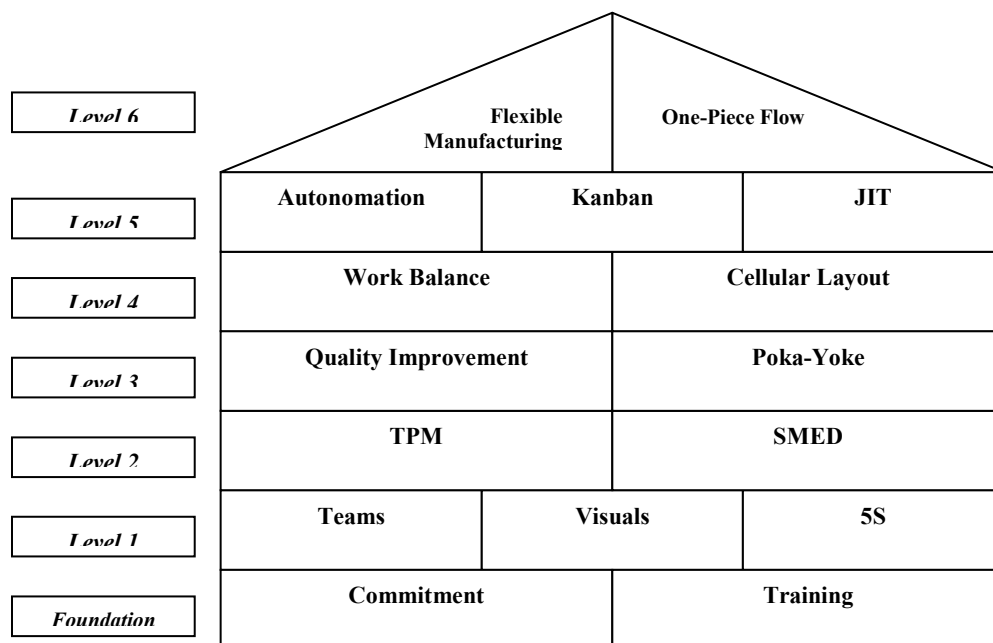 Level 6
Flexible
Manufacturing
One-Piece Flow
Level 5
Autonomation
Kanban
JIT
Level 4
Work Balance
Cellular Layout
Level 3
Quality Improvement
Poka-Yoke
Level 2
TPM
SMED
Level 1
Teams
Visuals
5S
Foundation
Commitment
Training